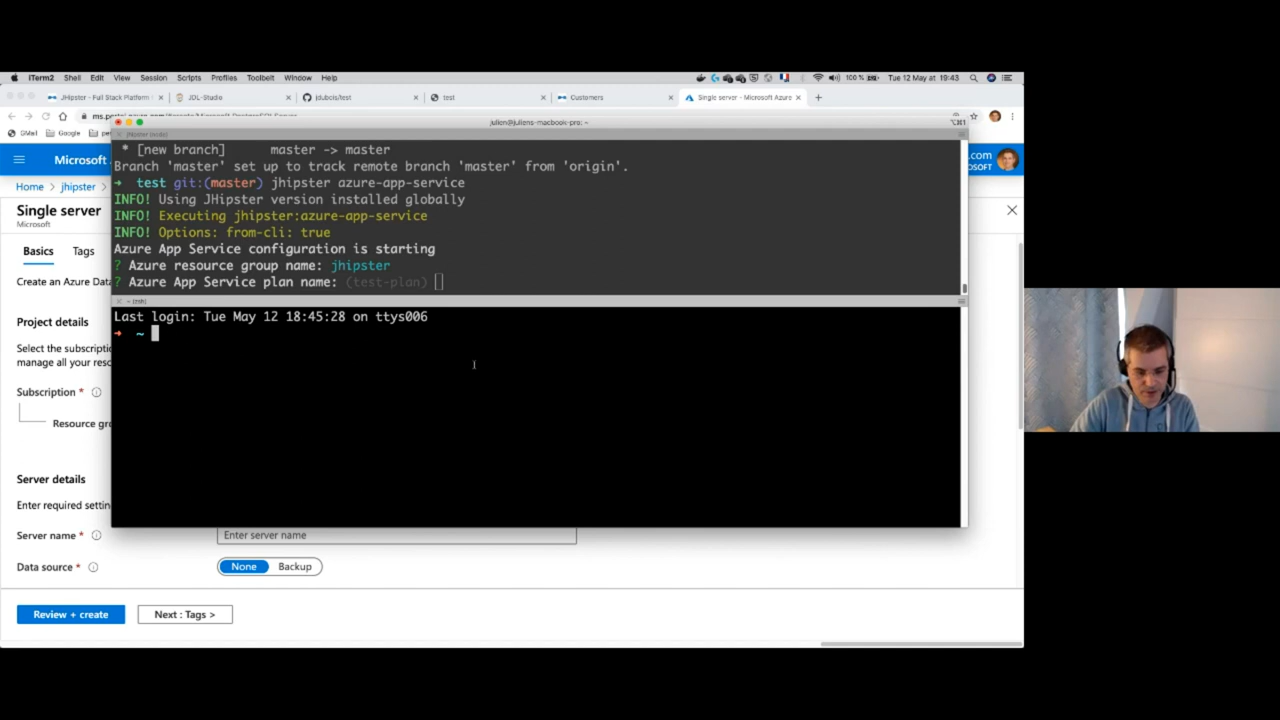 iTerm2 Shell Edit View Session Scripts Profiles Toolbelt Window Help 100 % Tue 12 May at 19:43
JHipster - Full Stack Platform JDL-Studio jdubois/test test Customers Single server - Microsoft Azure
julien@juliens-macbook-pro: ~
GMail Google
* [new branch] master -> master
Branch 'master' set up to track remote branch 'master' from 'origin'.
➜ test git:(master) jhipster azure-app-service
INFO! Using JHipster version installed globally
INFO! Executing jhipster:azure-app-service
INFO! Options: from-cli: true
Azure App Service configuration is starting
? Azure resource group name: jhipster
? Azure App Service plan name: (test-plan)
~ (zsh)
Last login: Tue May 12 18:45:28 on ttys006
➜ ~
Microsoft
.com
OSOFT
Home > jhipster >
Single server
Microsoft
Basics Tags
Create an Azure Data
Project details
Select the subscripti
manage all your reso
Subscription *
Resource gr
Server details
Enter required settin
Server name * Enter server name
Data source * None Backup
Review + create Next : Tags >